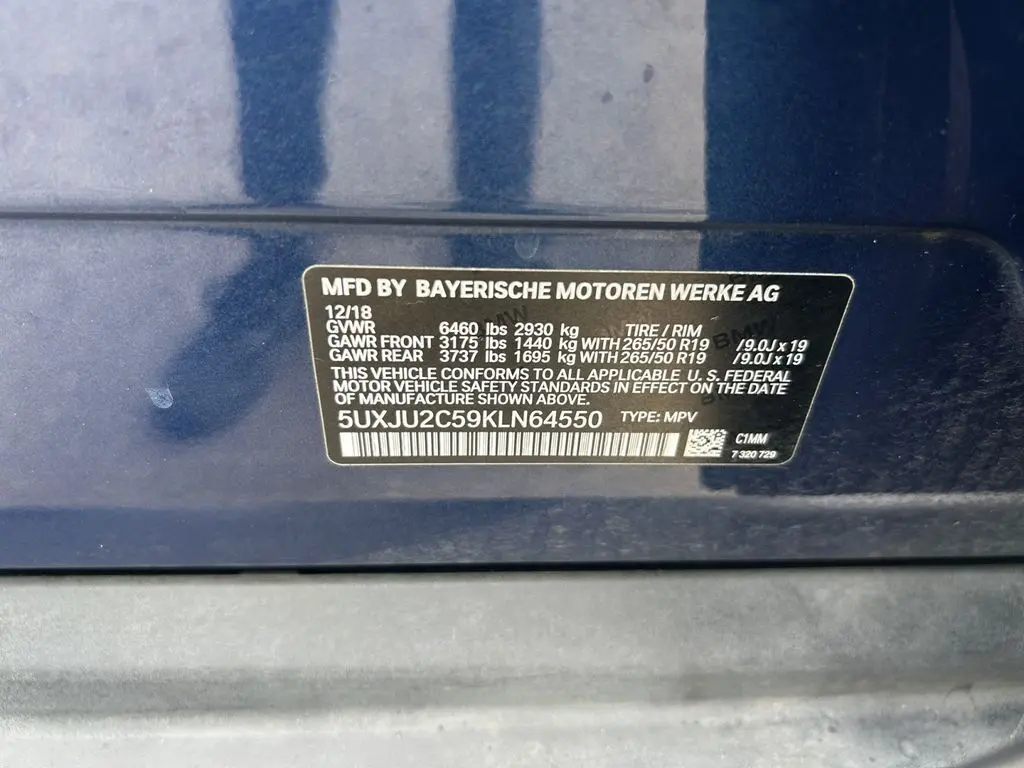 MFD BY BAYERISCHE MOTOREN WERKE AG
12/18
GVWR 6460 lbs 2930 kg TIRE / RIM
GAWR FRONT 3175 lbs 1440 kg WITH 265/50 R19 /9.0J x 19
GAWR REAR 3737 lbs 1695 kg WITH 265/50 R19 /9.0J x 19
THIS VEHICLE CONFORMS TO ALL APPLICABLE U.S. FEDERAL
MOTOR VEHICLE SAFETY STANDARDS IN EFFECT ON THE DATE
OF MANUFACTURE SHOWN ABOVE.
5UXJU2C59KLN64550 TYPE: MPV
C1MM
7 320 729
BMW
BMW